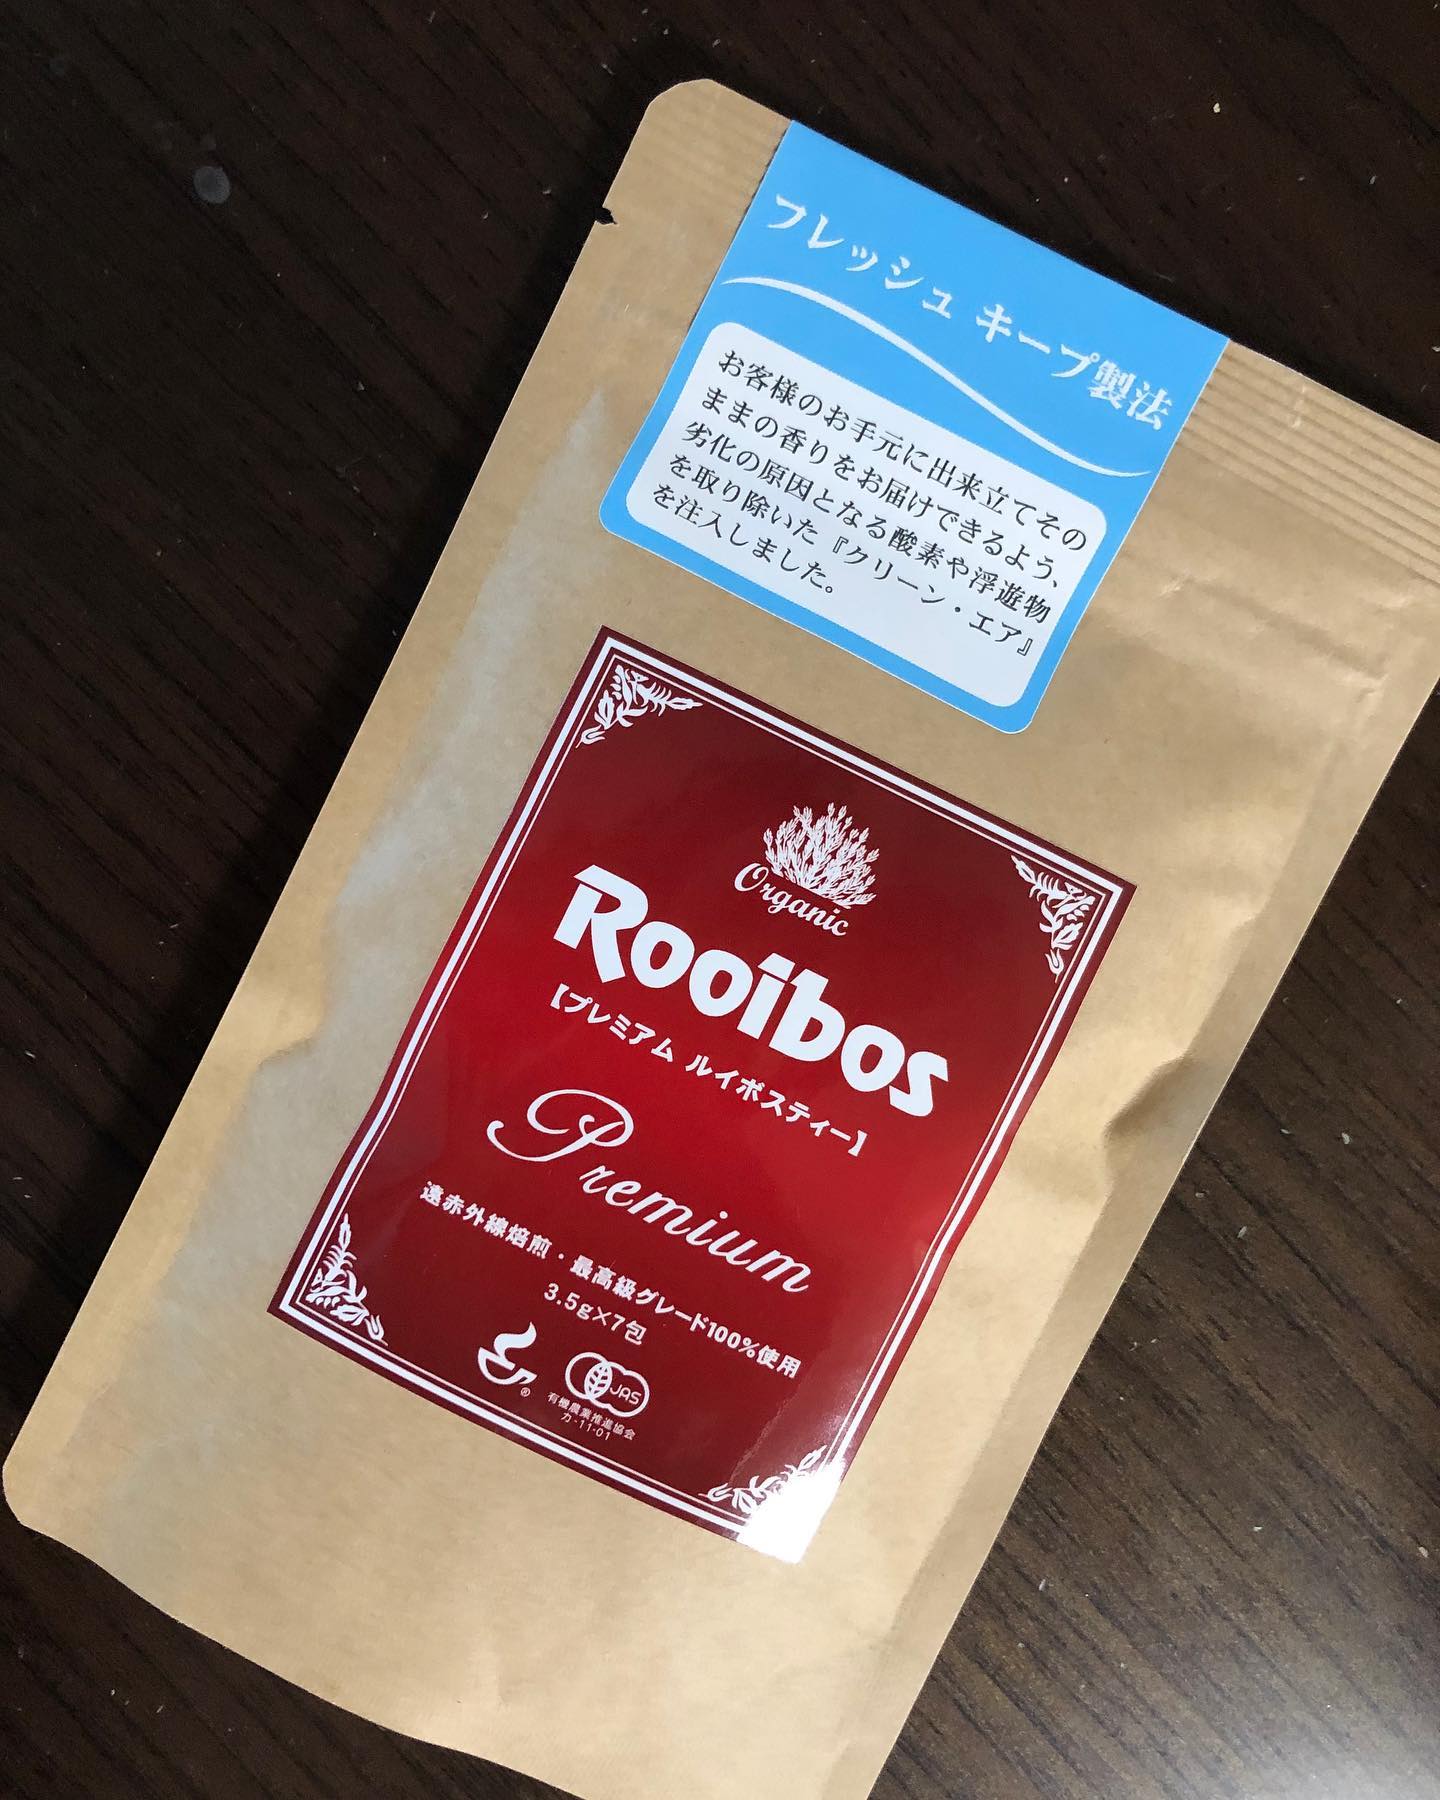 フレッシュ キープ製法
お客様のお手元に出来立てその
ままの香りをお届けできるよう、
劣化の原因となる酸素や浮遊物
を取り除いた『クリーン・エア』
を注入しました。
Organic
Rooibos
【プレミアム ルイボスティー】
Premium
遠赤外線焙煎・最高級グレード100%使用
3.5g×7包
®
JAS
有機農業推進協会
カ-11-01